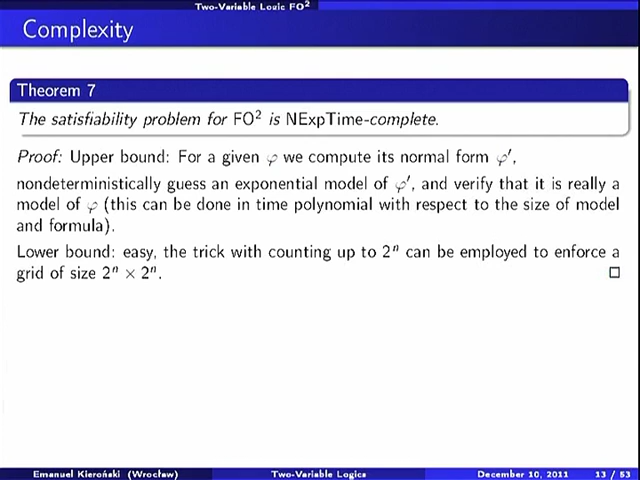 Two-Variable Logic FO²
Complexity
Theorem 7
The satisfiability problem for FO² is NExpTime-complete.
Proof: Upper bound: For a given φ we compute its normal form φ′,
nondeterministically guess an exponential model of φ′, and verify that it is really a
model of φ (this can be done in time polynomial with respect to the size of model
and formula).
Lower bound: easy, the trick with counting up to 2ⁿ can be employed to enforce a
grid of size 2ⁿ × 2ⁿ. □
Emanuel Kieroński (Wrocław) Two-Variable Logics December 10, 2011 13 / 53